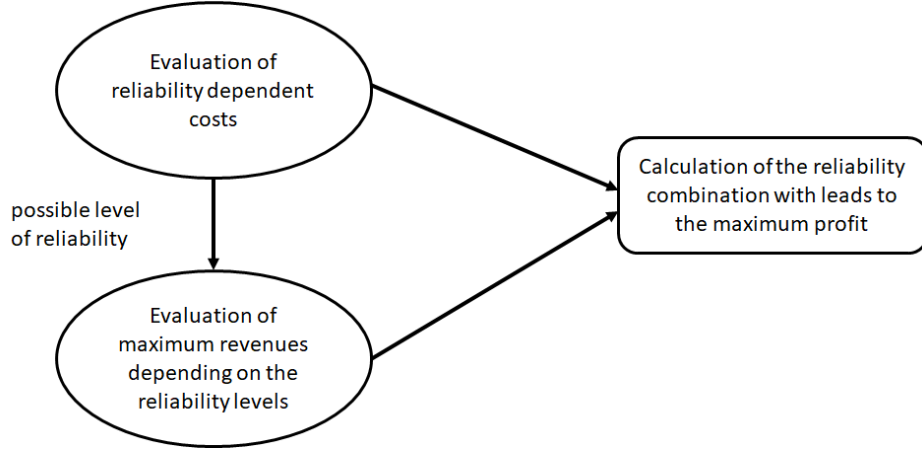 Evaluation of
reliability dependent
costs
possible level
of reliability
Evaluation of
maximum revenues
depending on the
reliability levels
Calculation of the reliability
combination with leads to
the maximum profit